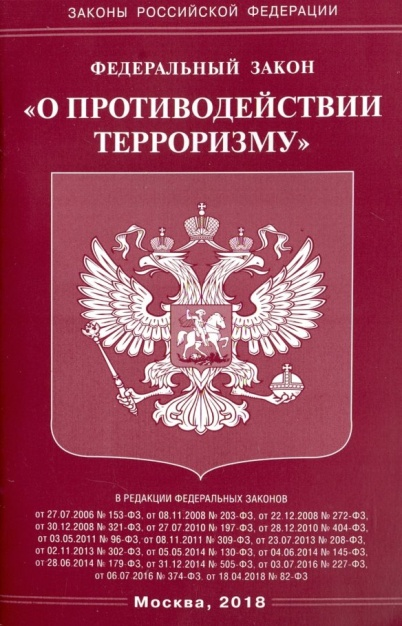 ЗАКОНЫ РОССИЙСКОЙ ФЕДЕРАЦИИ
ФЕДЕРАЛЬНЫЙ ЗАКОН
«О ПРОТИВОДЕЙСТВИИ
ТЕРРОРИЗМУ»
В РЕДАКЦИИ ФЕДЕРАЛЬНЫХ ЗАКОНОВ
от 27.07.2006 № 153-ФЗ, от 08.11.2008 № 203-ФЗ, от 22.12.2008 № 272-ФЗ,
от 30.12.2008 № 321-ФЗ, от 27.07.2010 № 197-ФЗ, от 28.12.2010 № 404-ФЗ,
от 03.05.2011 № 96-ФЗ, от 08.11.2011 № 309-ФЗ, от 23.07.2013 № 208-ФЗ,
от 02.11.2013 № 302-ФЗ, от 05.05.2014 № 130-ФЗ, от 04.06.2014 № 145-ФЗ,
от 28.06.2014 № 179-ФЗ, от 31.12.2014 № 505-ФЗ, от 03.07.2016 № 227-ФЗ,
от 06.07.2016 № 374-ФЗ. от 18.04.2018 № 82-ФЗ
Москва, 2018